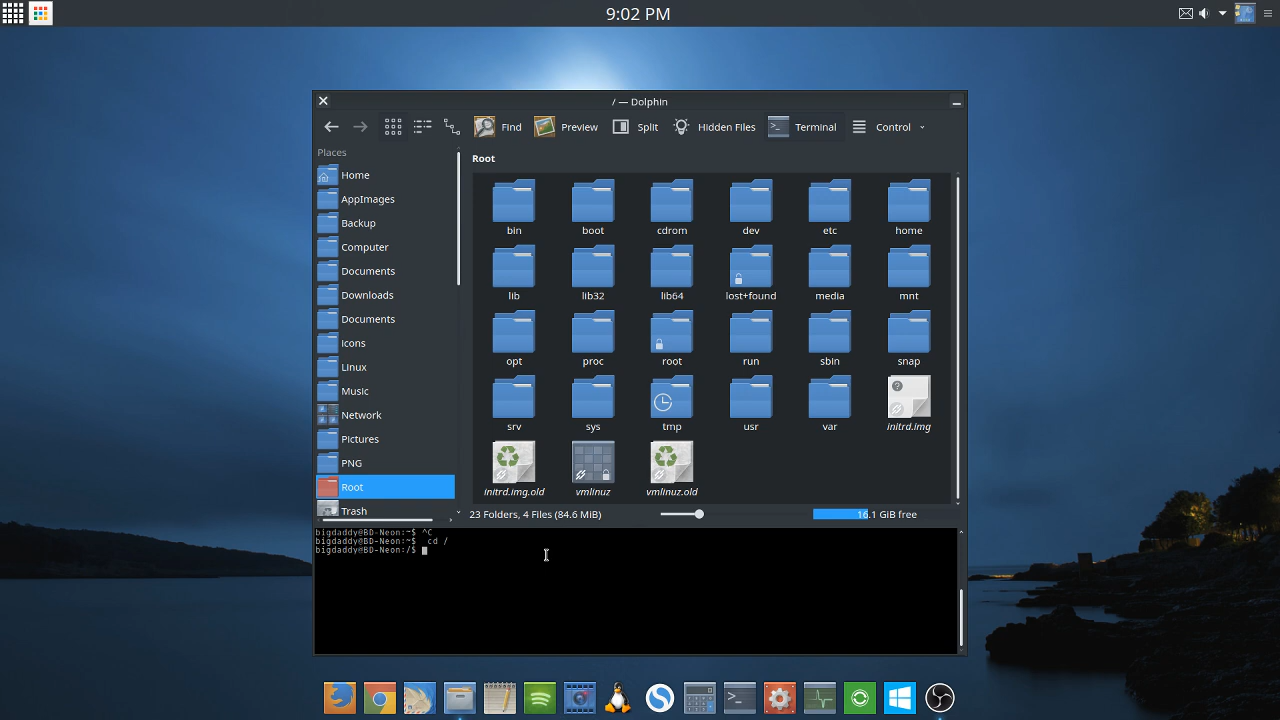 9:02 PM
/ — Dolphin
Find
Preview
Split
Hidden Files
Terminal
Control
Places
Home
AppImages
Backup
Computer
Documents
Downloads
Documents
Icons
Linux
Music
Network
Pictures
PNG
Root
Trash
Root
bin
boot
cdrom
dev
etc
home
lib
lib32
lib64
lost+found
media
mnt
opt
proc
root
run
sbin
snap
srv
sys
tmp
usr
var
initrd.img
initrd.img.old
vmlinuz
vmlinuz.old
23 Folders, 4 Files (84.6 MiB)
16.1 GiB free
bigdaddy@BD-Neon:~$ ^C
bigdaddy@BD-Neon:~$  cd /
bigdaddy@BD-Neon:/$